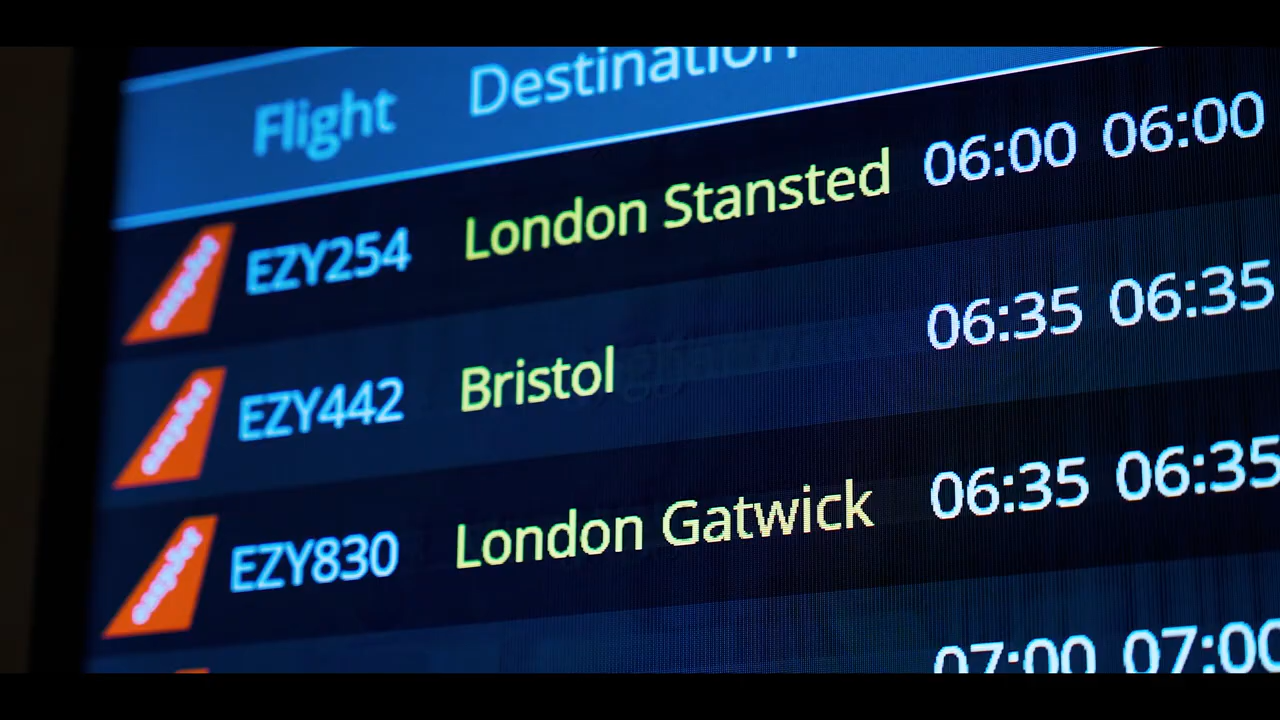 Flight Destination
EZY254 London Stansted 06:00 06:00
EZY442 Bristol 06:35 06:35
EZY830 London Gatwick 06:35 06:35
07:00 07:00